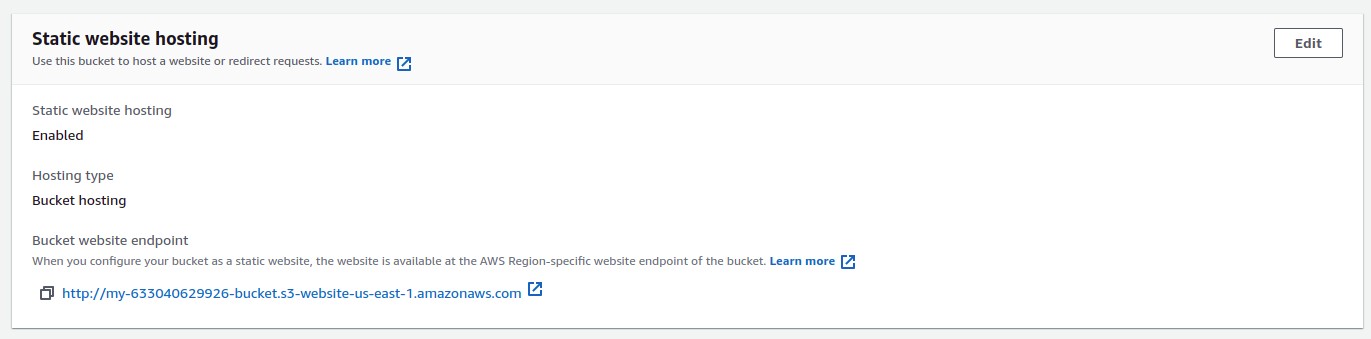 Static website hosting
Edit
Use this bucket to host a website or redirect requests. Learn more
Static website hosting
Enabled
Hosting type
Bucket hosting
Bucket website endpoint
When you configure your bucket as a static website, the website is available at the AWS Region-specific website endpoint of the bucket. Learn more
http://my-633040629926-bucket.s3-website-us-east-1.amazonaws.com